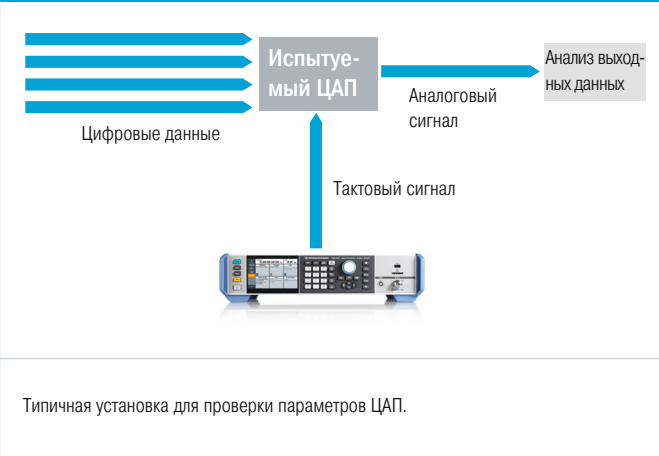 Испытуе-
мый ЦАП
Анализ выход-
ных данных
Аналоговый
сигнал
Цифровые данные
Тактовый сигнал
Типичная установка для проверки параметров ЦАП.